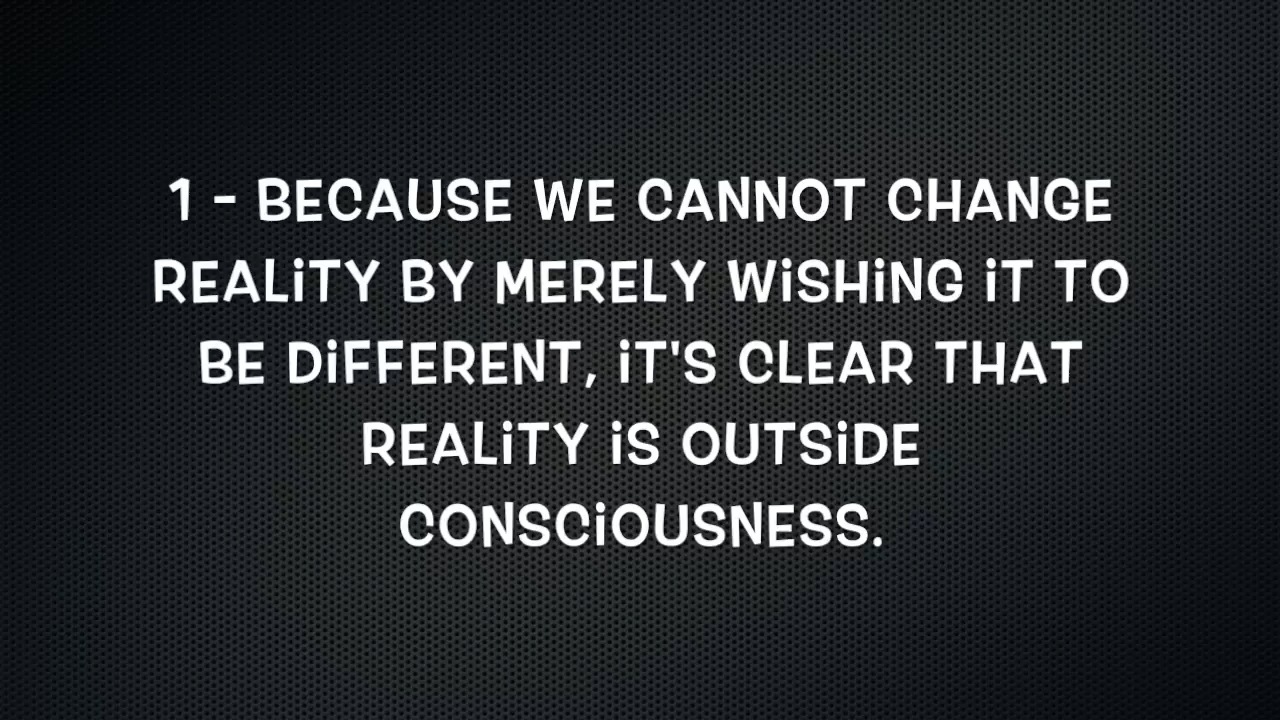 1 - BECAUSE WE CANNOT CHANGE
REALITY BY MERELY WISHING IT TO
BE DIFFERENT, IT'S CLEAR THAT
REALITY IS OUTSIDE
CONSCIOUSNESS.